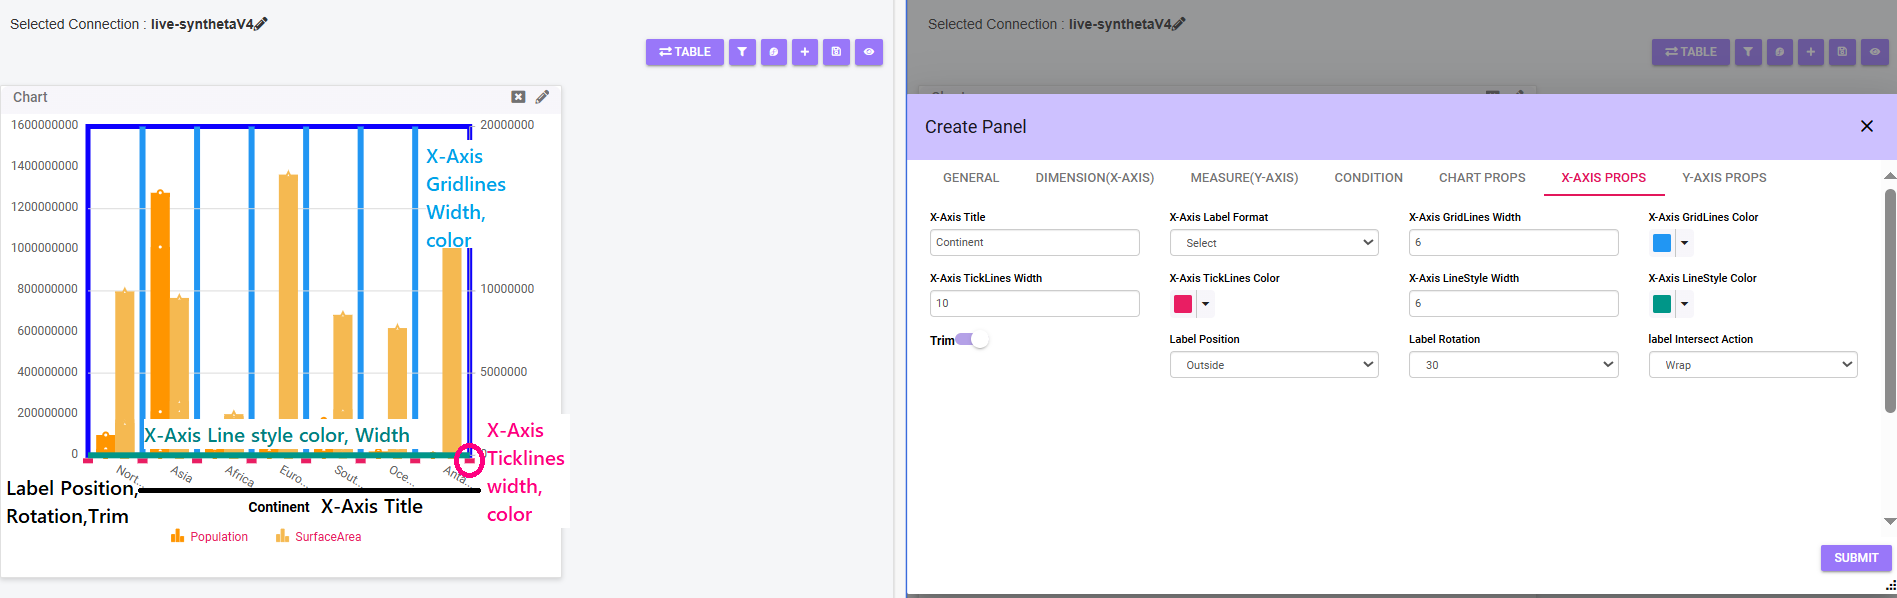 Selected Connection : live-synthetaV4
TABLE
Chart
1600000000
1400000000
1200000000
1000000000
800000000
600000000
400000000
200000000
0
20000000
10000000
5000000
X-Axis
Gridlines
Width,
color
X-Axis Line style color, Width
X-Axis
Ticklines
width,
color
Nort...
Asia
Africa
Euro...
Sout...
Oce...
Anta...
Label Position,
Rotation,Trim
Continent X-Axis Title
Population SurfaceArea
Selected Connection : live-synthetaV4
TABLE
Create Panel
GENERAL DIMENSION(X-AXIS) MEASURE(Y-AXIS) CONDITION CHART PROPS X-AXIS PROPS Y-AXIS PROPS
X-Axis Title X-Axis Label Format X-Axis GridLines Width X-Axis GridLines Color
Continent Select 6
X-Axis TickLines Width X-Axis TickLines Color X-Axis LineStyle Width X-Axis LineStyle Color
10 6
Trim Label Position Label Rotation label Intersect Action
Outside 30 Wrap
SUBMIT